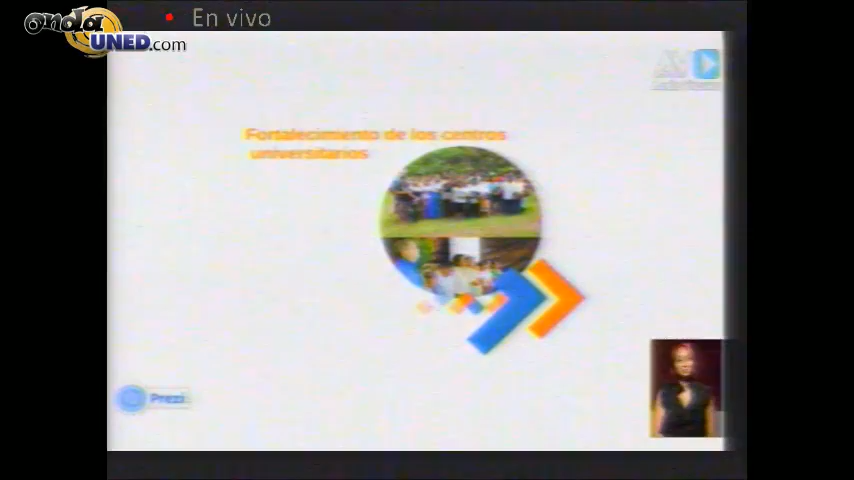 onda
UNED.com
En vivo
Fortalecimiento de los centros
universitarios
Prezi